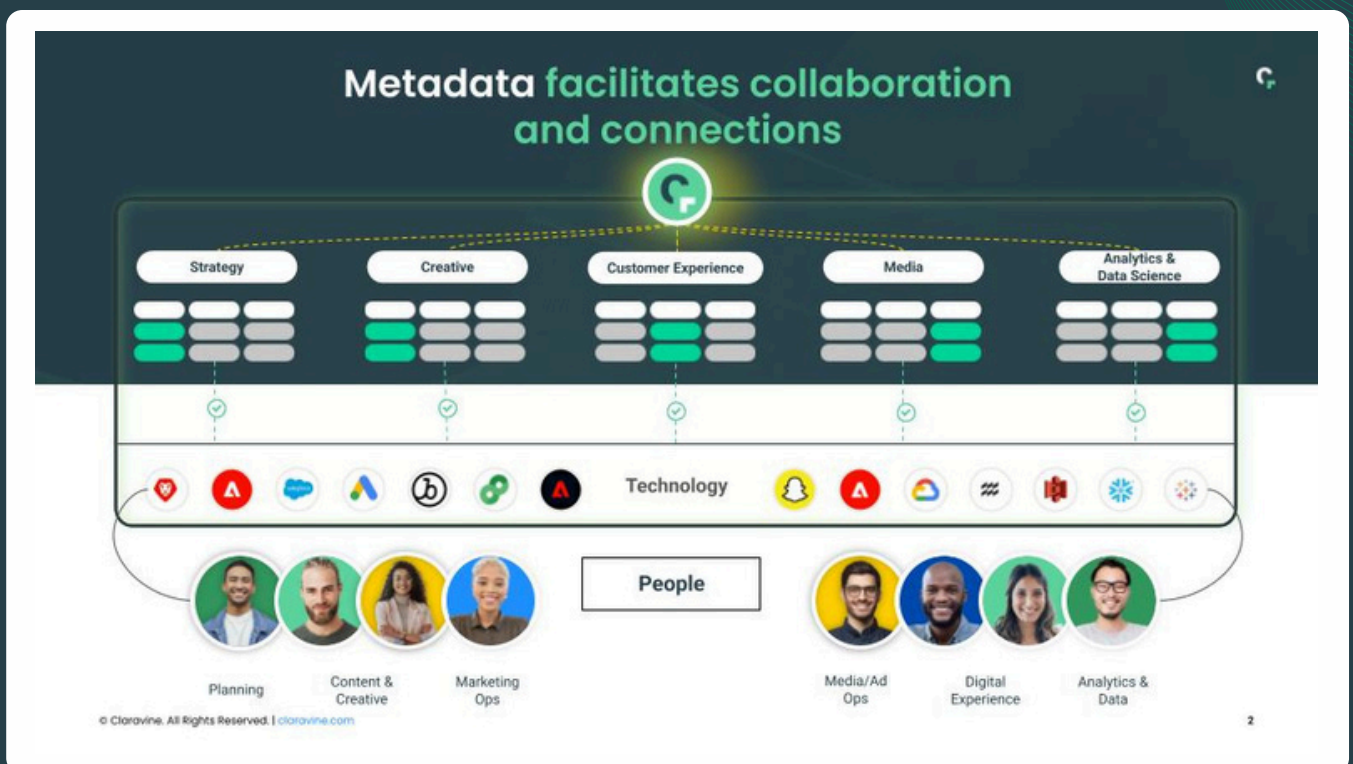 Metadata facilitates collaboration
and connections
Strategy
Creative
Customer Experience
Media
Analytics &
Data Science
Technology
People
Planning
Content &
Creative
Marketing
Ops
Media/Ad
Ops
Digital
Experience
Analytics &
Data
© Claravine. All Rights Reserved. | claravine.com
2